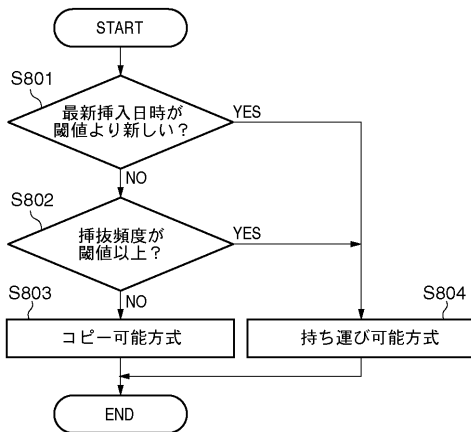 START
S801
最新挿入日時が
閾値より新しい？
YES
NO
S802
挿抜頻度が
閾値以上？
YES
NO
S803
コピー可能方式
S804
持ち運び可能方式
END